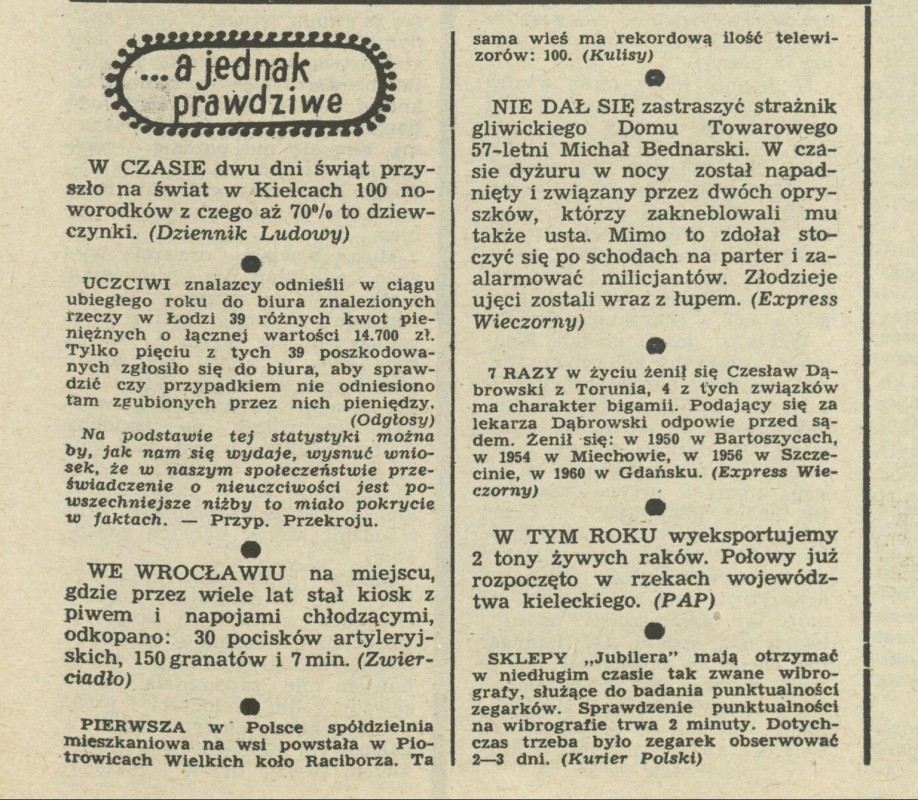 ...a jednak
prawdziwe
W CZASIE dwu dni świąt przy-
szło na świat w Kielcach 100 no-
worodków z czego aż 70% to dziew-
czynki. (Dziennik Ludowy)
UCZCIWI znalazcy odnieśli w ciągu
ubiegłego roku do biura znalezionych
rzeczy w Łodzi 39 różnych kwot pie-
niężnych o łącznej wartości 14.700 zł.
Tylko pięciu z tych 39 poszkodowa-
nych zgłosiło się do biura, aby spraw-
dzić czy przypadkiem nie odniesiono
tam zgubionych przez nich pieniędzy.
(Odgłosy)
Na podstawie tej statystyki można
by, jak nam się wydaje, wysnuć wnio-
sek, że w naszym społeczeństwie prze-
świadczenie o nieuczciwości jest po-
wszechniejsze niżby to miało pokrycie
w faktach. — Przyp. Przekroju.
WE WROCŁAWIU na miejscu,
gdzie przez wiele lat stał kiosk z
piwem i napojami chłodzącymi,
odkopano: 30 pocisków artyleryj-
skich, 150 granatów i 7 min. (Zwier-
ciadło)
PIERWSZA w Polsce spółdzielnia
mieszkaniowa na wsi powstała w Pio-
trowicach Wielkich koło Raciborza. Ta
sama wieś ma rekordową ilość telewi-
zorów: 100. (Kulisy)
NIE DAŁ SIĘ zastraszyć strażnik
gliwickiego Domu Towarowego
57-letni Michał Bednarski. W cza-
sie dyżuru w nocy został napad-
nięty i związany przez dwóch opry-
szków, którzy zakneblowali mu
także usta. Mimo to zdołał sto-
czyć się po schodach na parter i za-
alarmować milicjantów. Złodzieje
ujęci zostali wraz z łupem. (Express
Wieczorny)
7 RAZY w życiu żenił się Czesław Dą-
browski z Torunia, 4 z tych związków
ma charakter bigamii. Podający się za
lekarza Dąbrowski odpowie przed są-
dem. Żenił się: w 1950 w Bartoszycach,
w 1954 w Miechowie, w 1956 w Szcze-
cinie, w 1960 w Gdańsku. (Express Wie-
czorny)
W TYM ROKU wyeksportujemy
2 tony żywych raków. Połowy już
rozpoczęto w rzekach wojewódz-
twa kieleckiego. (PAP)
SKLEPY „Jubilera" mają otrzymać
w niedługim czasie tak zwane wibro-
grafy, służące do badania punktualności
zegarków. Sprawdzenie punktualności
na wibrografie trwa 2 minuty. Dotych-
czas trzeba było zegarek obserwować
2—3 dni. (Kurier Polski)